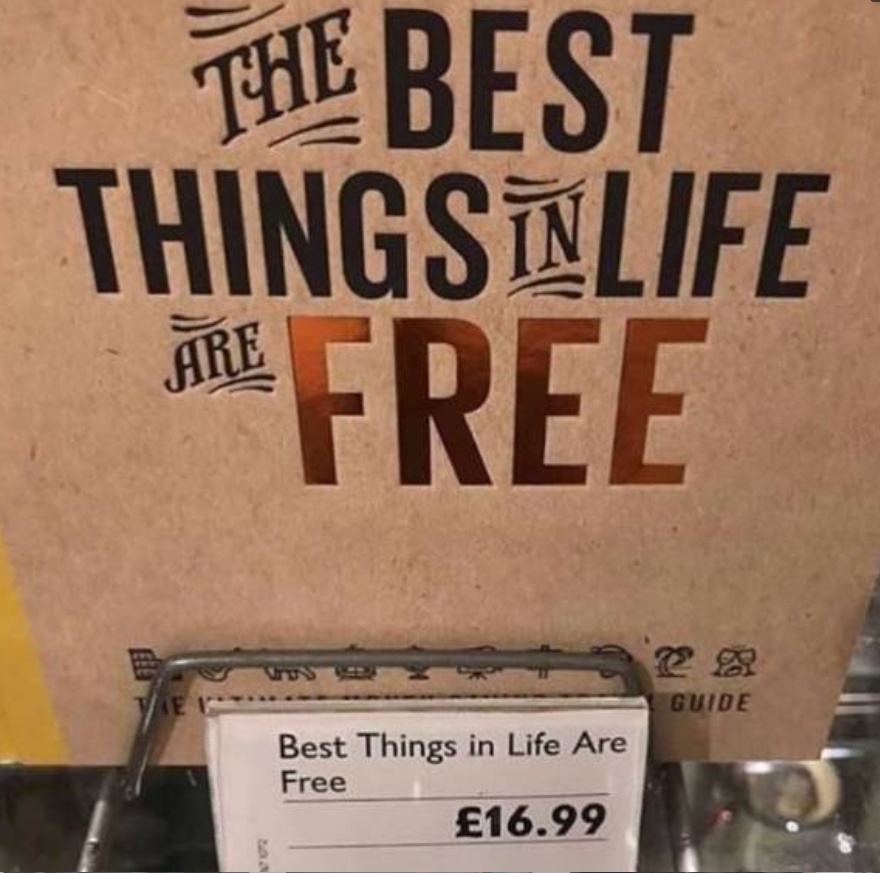 THE BEST
THINGS IN LIFE
ARE FREE
GUIDE
Best Things in Life Are
Free
£16.99